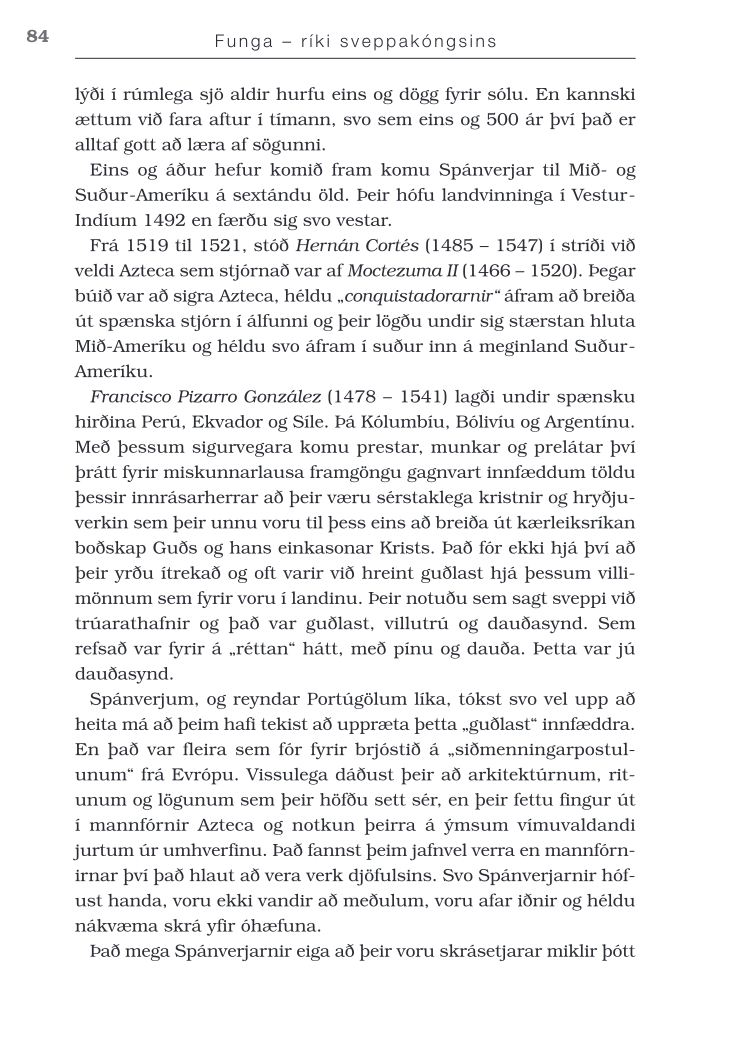 84
Funga – ríki sveppakóngsins
lýði í rúmlega sjö aldir hurfu eins og dögg fyrir sólu. En kannski
ættum við fara aftur í tímann, svo sem eins og 500 ár því það er
alltaf gott að læra af sögunni.
Eins og áður hefur komið fram komu Spánverjar til Mið- og
Suður-Ameríku á sextándu öld. Þeir hófu landvinninga í Vestur-
Indíum 1492 en færðu sig svo vestar.
Frá 1519 til 1521, stóð Hernán Cortés (1485 – 1547) í stríði við
veldi Azteca sem stjórnað var af Moctezuma II (1466 – 1520). Þegar
búið var að sigra Azteca, héldu „conquistadorarnir“ áfram að breiða
út spænska stjórn í álfunni og þeir lögðu undir sig stærstan hluta
Mið-Ameríku og héldu svo áfram í suður inn á meginland Suður-
Ameríku.
Francisco Pizarro González (1478 – 1541) lagði undir spænsku
hirðina Perú, Ekvador og Síle. Þá Kólumbíu, Bólivíu og Argentínu.
Með þessum sigurvegara komu prestar, munkar og prelátar því
þrátt fyrir miskunnarlausa framgöngu gagnvart innfæddum töldu
þessir innrásarherrar að þeir væru sérstaklega kristnir og hryðju-
verkin sem þeir unnu voru til þess eins að breiða út kærleiksríkan
boðskap Guðs og hans einkasonar Krists. Það fór ekki hjá því að
þeir yrðu ítrekað og oft varir við hreint guðlast hjá þessum villi-
mönnum sem fyrir voru í landinu. Þeir notuðu sem sagt sveppi við
trúarathafnir og það var guðlast, villutrú og dauðasynd. Sem
refsað var fyrir á „réttan“ hátt, með pínu og dauða. Þetta var jú
dauðasynd.
Spánverjum, og reyndar Portúgölum líka, tókst svo vel upp að
heita má að þeim hafi tekist að uppræta þetta „guðlast“ innfæddra.
En það var fleira sem fór fyrir brjóstið á „siðmenningarpostul-
unum“ frá Evrópu. Vissulega dáðust þeir að arkitektúrnum, rit-
unum og lögunum sem þeir höfðu sett sér, en þeir fettu fingur út
í mannfórnir Azteca og notkun þeirra á ýmsum vímuvaldandi
jurtum úr umhverfinu. Það fannst þeim jafnvel verra en mannfórn-
irnar því það hlaut að vera verk djöfulsins. Svo Spánverjarnir hóf-
ust handa, voru ekki vandir að meðulum, voru afar iðnir og héldu
nákvæma skrá yfir óhæfuna.
Það mega Spánverjarnir eiga að þeir voru skrásetjarar miklir þótt